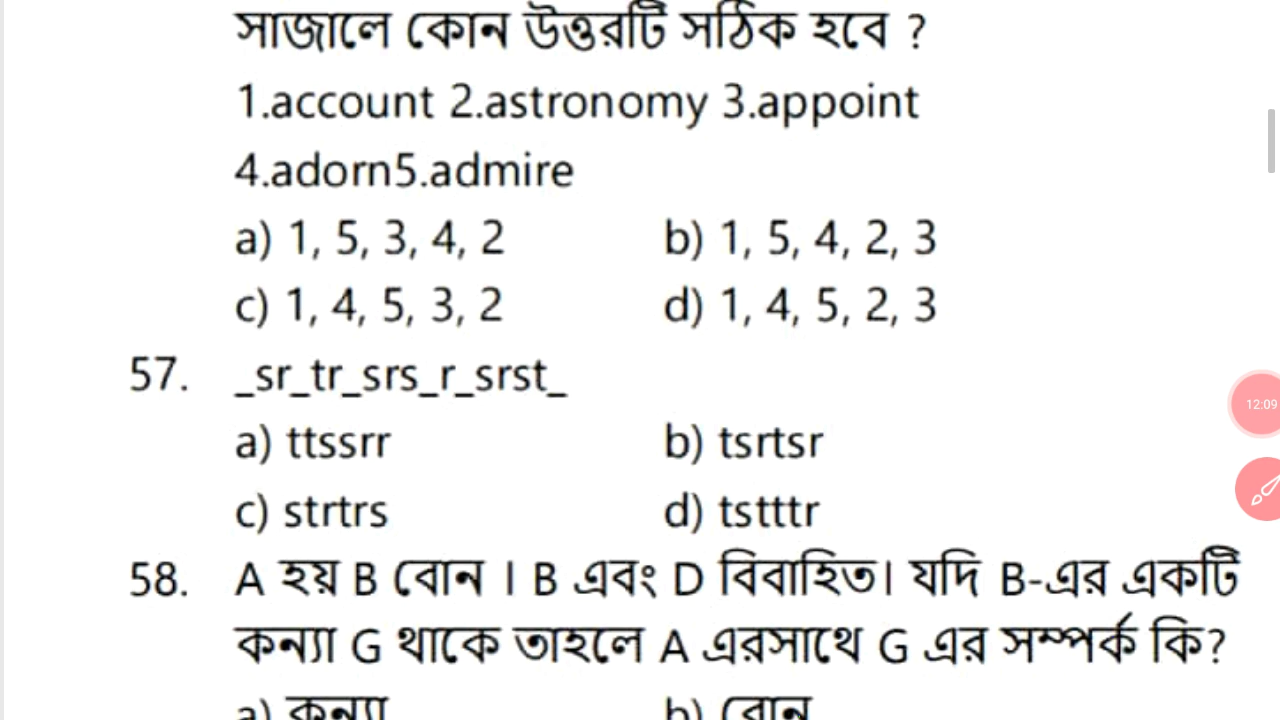 সাজালে কোন উত্তরটি সঠিক হবে ?
1.account 2.astronomy 3.appoint
4.adorn5.admire
a) 1, 5, 3, 4, 2 b) 1, 5, 4, 2, 3
c) 1, 4, 5, 3, 2 d) 1, 4, 5, 2, 3
57. _sr_tr_srs_r_srst_
a) ttssrr b) tsrtsr
c) strtrs d) tstttr
58. A হয় B বোন । B এবং D বিবাহিত। যদি B-এর একটি
কন্যা G থাকে তাহলে A এরসাথে G এর সম্পর্ক কি?
a) কন্যা b) বোন
12:09